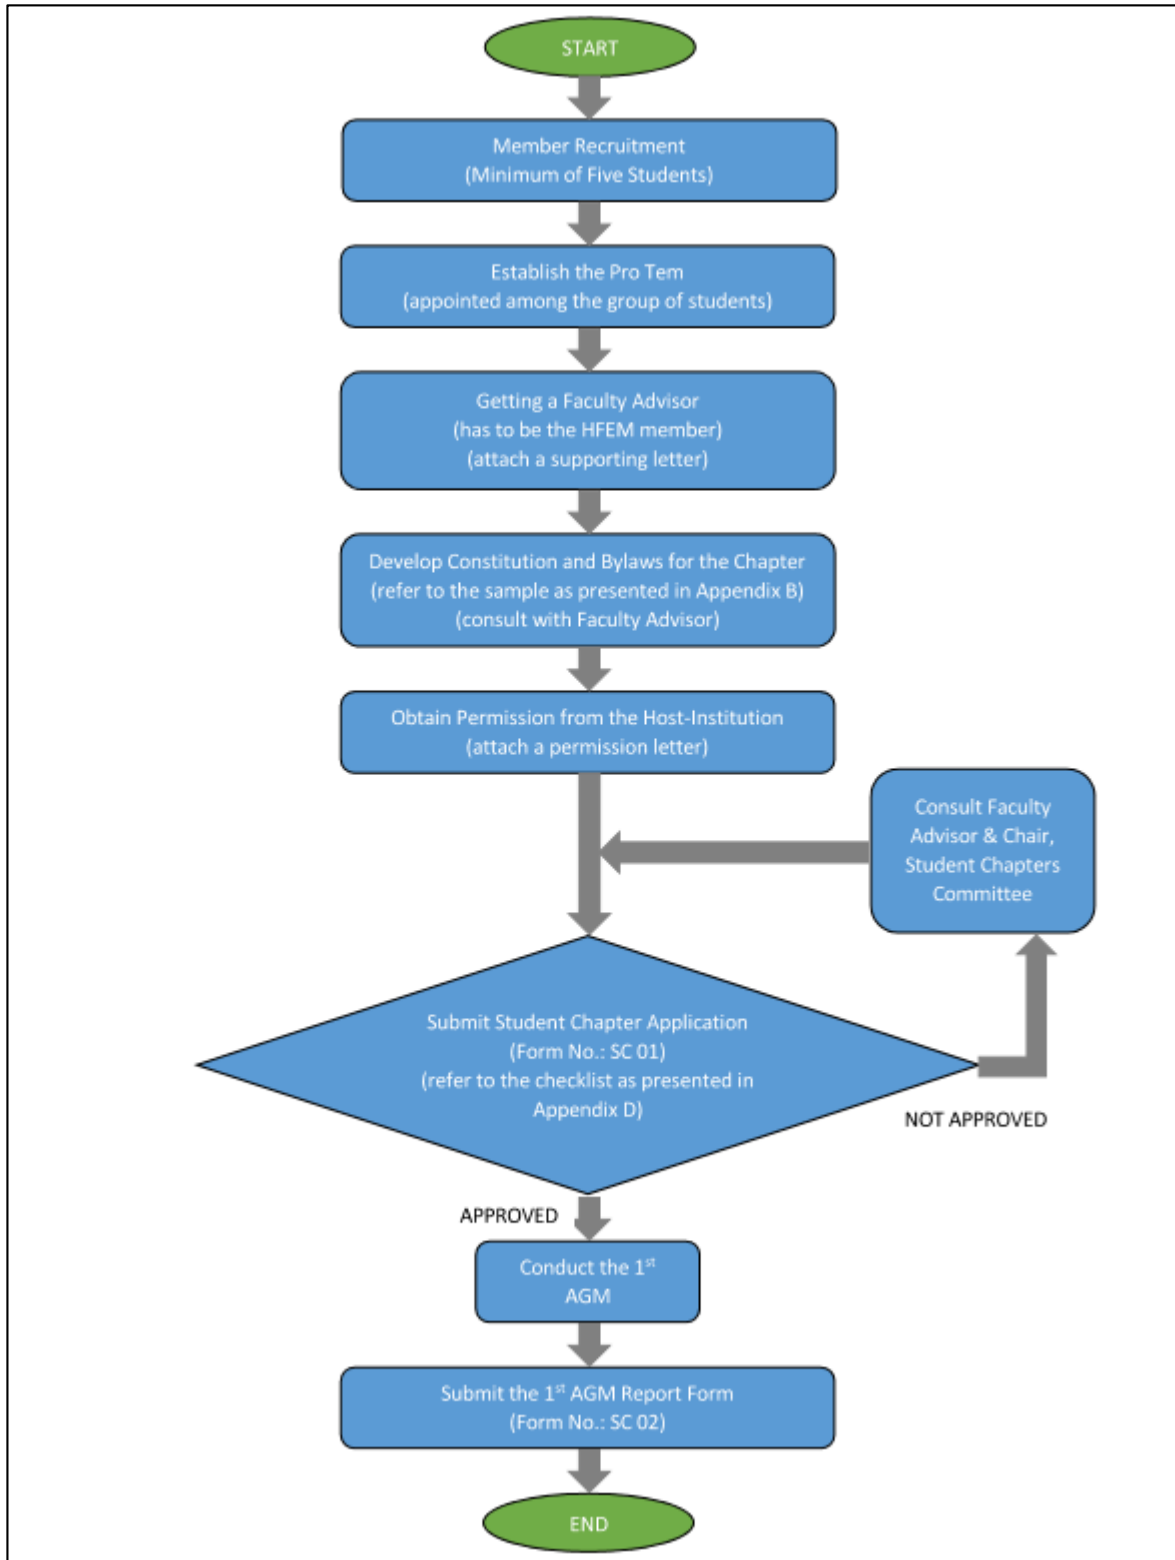 START
Member Recruitment
(Minimum of Five Students)
Establish the Pro Tem
(appointed among the group of students)
Getting a Faculty Advisor
(has to be the HFEM member)
(attach a supporting letter)
Develop Constitution and Bylaws for the Chapter
(refer to the sample as presented in Appendix B)
(consult with Faculty Advisor)
Obtain Permission from the Host-Institution
(attach a permission letter)
Consult Faculty
Advisor & Chair,
Student Chapters
Committee
Submit Student Chapter Application
(Form No.: SC 01)
(refer to the checklist as presented in
Appendix D)
NOT APPROVED
APPROVED
Conduct the 1st
AGM
Submit the 1st AGM Report Form
(Form No.: SC 02)
END